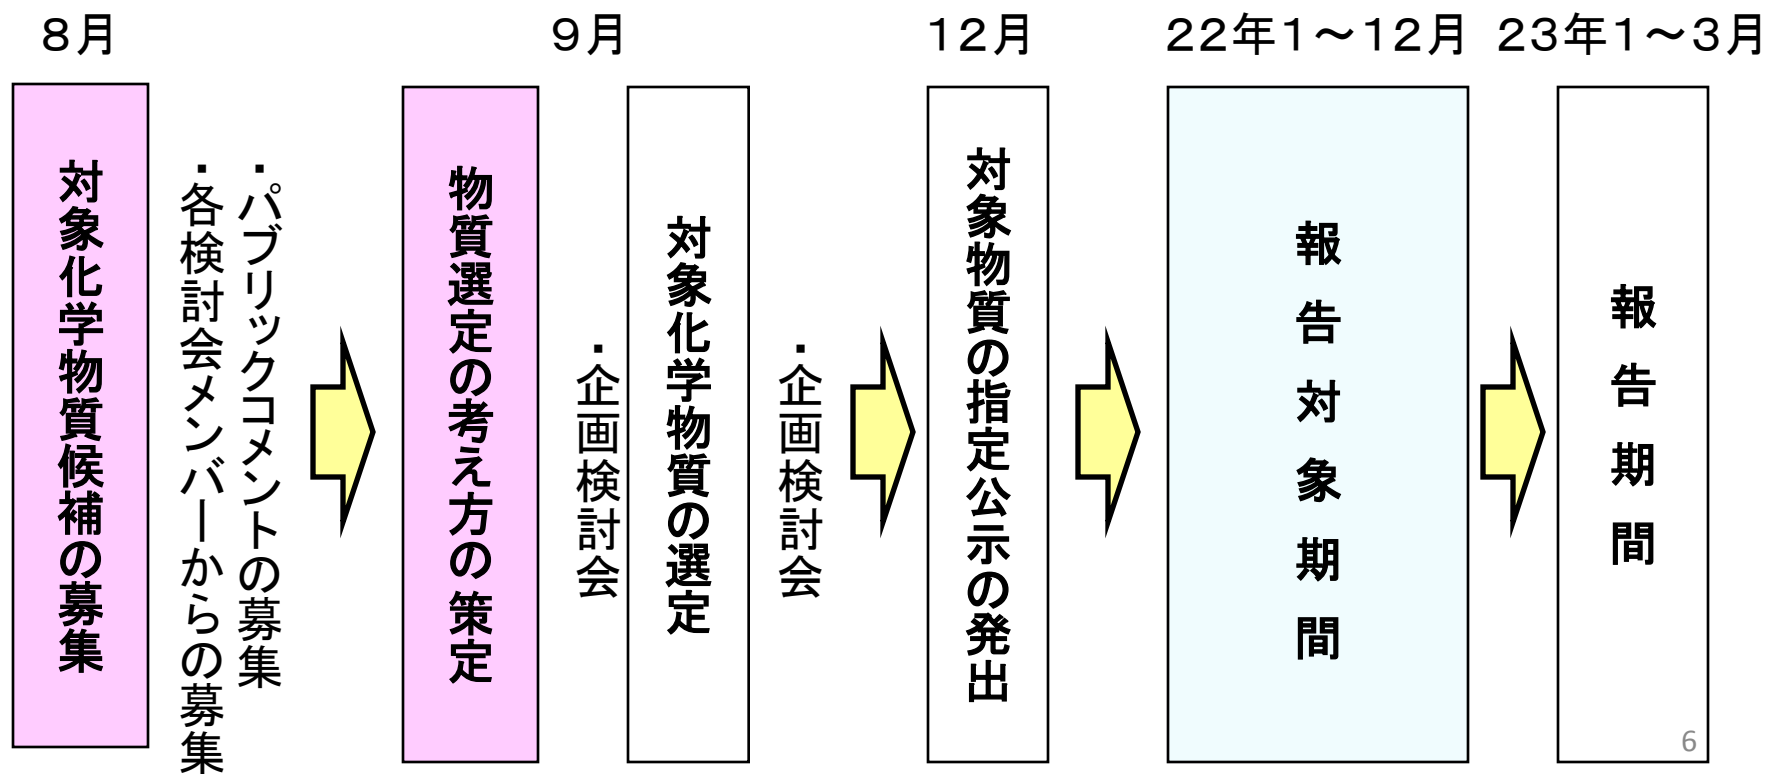 ８月
９月
１２月
２２年１～１２月
２３年１～３月
対象化学物質候補の募集
・パブリックコメントの募集
・各検討会メンバーからの募集
物質選定の考え方の策定
・企画検討会
対象化学物質の選定
・企画検討会
対象物質の指定公示の発出
報告対象期間
報告期間
6